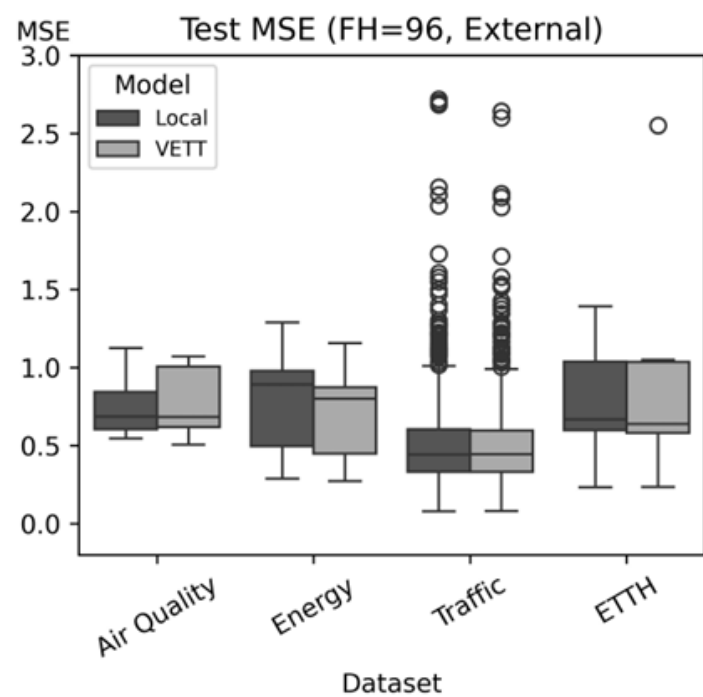 MSE
Test MSE (FH=96, External)
3.0
2.5
2.0
1.5
1.0
0.5
0.0
Model
Local
VETT
Air Quality
Energy
Traffic
ETTH
Dataset